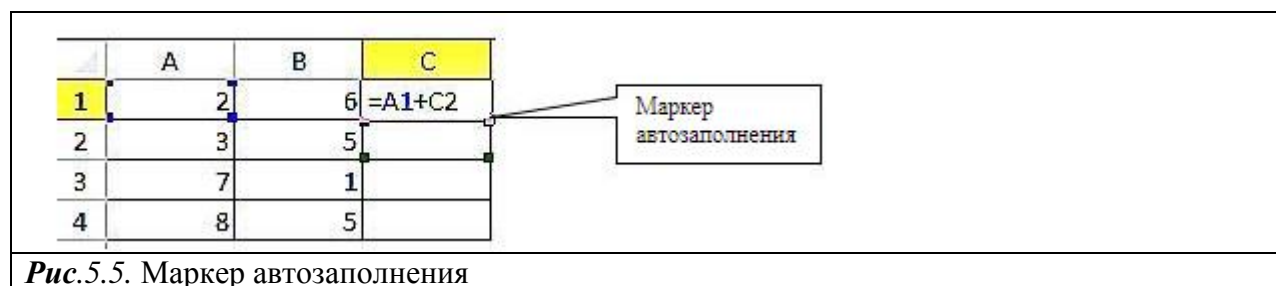 A B C
1 2 6 =A1+C2
2 3 5
3 7 1
4 8 5
Маркер
автозаполнения
Рис.5.5. Маркер автозаполнения